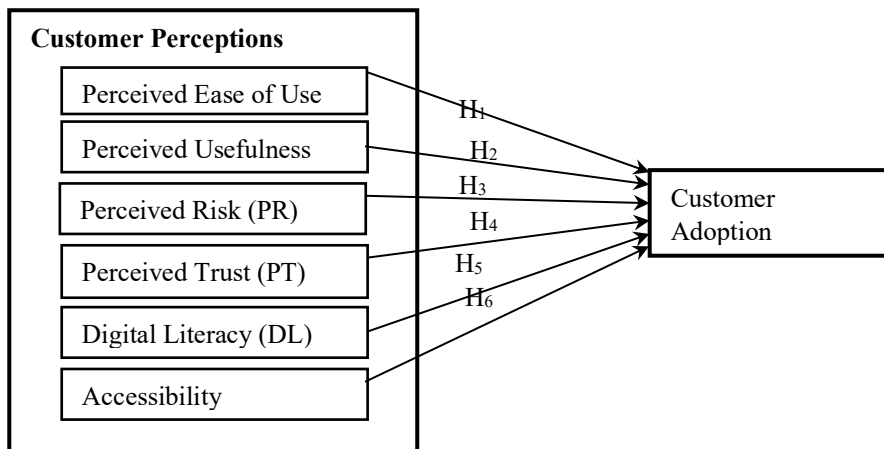 Customer Perceptions
Perceived Ease of Use
Perceived Usefulness
Perceived Risk (PR)
Perceived Trust (PT)
Digital Literacy (DL)
Accessibility
H₁
H₂
H₃
H₄
H₅
H₆
Customer
Adoption